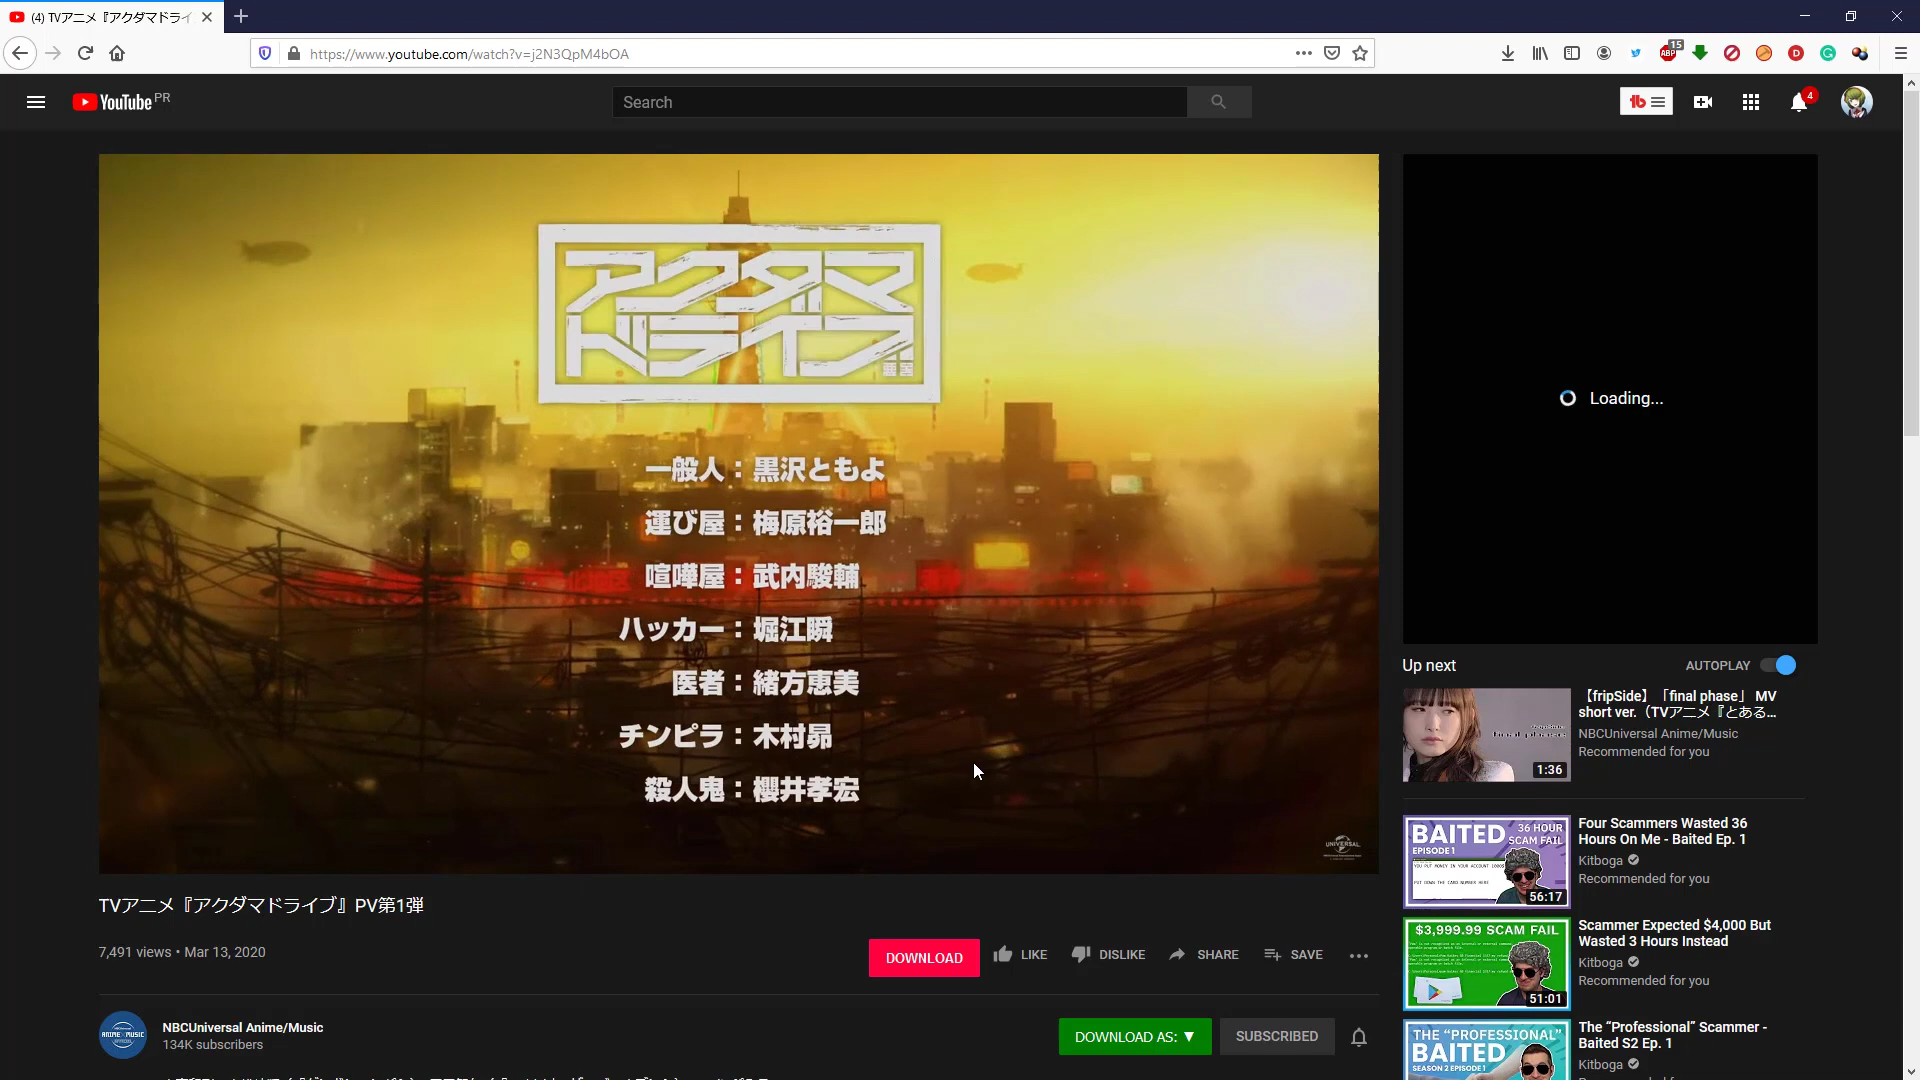 (4) TVアニメ『アクダマドライ
https://www.youtube.com/watch?v=j2N3QpM4bOA
15
ABP
YouTube PR
Search
4
アクダマ
ドライブ
一般人：黒沢ともよ
運び屋：梅原裕一郎
喧嘩屋：武内駿輔
ハッカー：堀江瞬
医者：緒方恵美
チンピラ：木村昴
殺人鬼：櫻井孝宏
UNIVERSAL
Loading...
TVアニメ『アクダマドライブ』PV第1弾
7,491 views • Mar 13, 2020
DOWNLOAD
LIKE
DISLIKE
SHARE
SAVE
NBCUniversal Anime/Music
134K subscribers
DOWNLOAD AS: ▼
SUBSCRIBED
Up next
AUTOPLAY
【fripSide】「final phase」 MV
short ver.（TVアニメ『とある...
NBCUniversal Anime/Music
Recommended for you
1:36
BAITED
EPISODE 1
36 HOUR
SCAM FAIL
56:17
Four Scammers Wasted 36
Hours On Me - Baited Ep. 1
Kitboga
Recommended for you
$3,999.99 SCAM FAIL
51:01
Scammer Expected $4,000 But
Wasted 3 Hours Instead
Kitboga
Recommended for you
THE "PROFESSIONAL"
BAITED
SEASON 2 EPISODE 1
The “Professional” Scammer -
Baited S2 Ep. 1
Kitboga